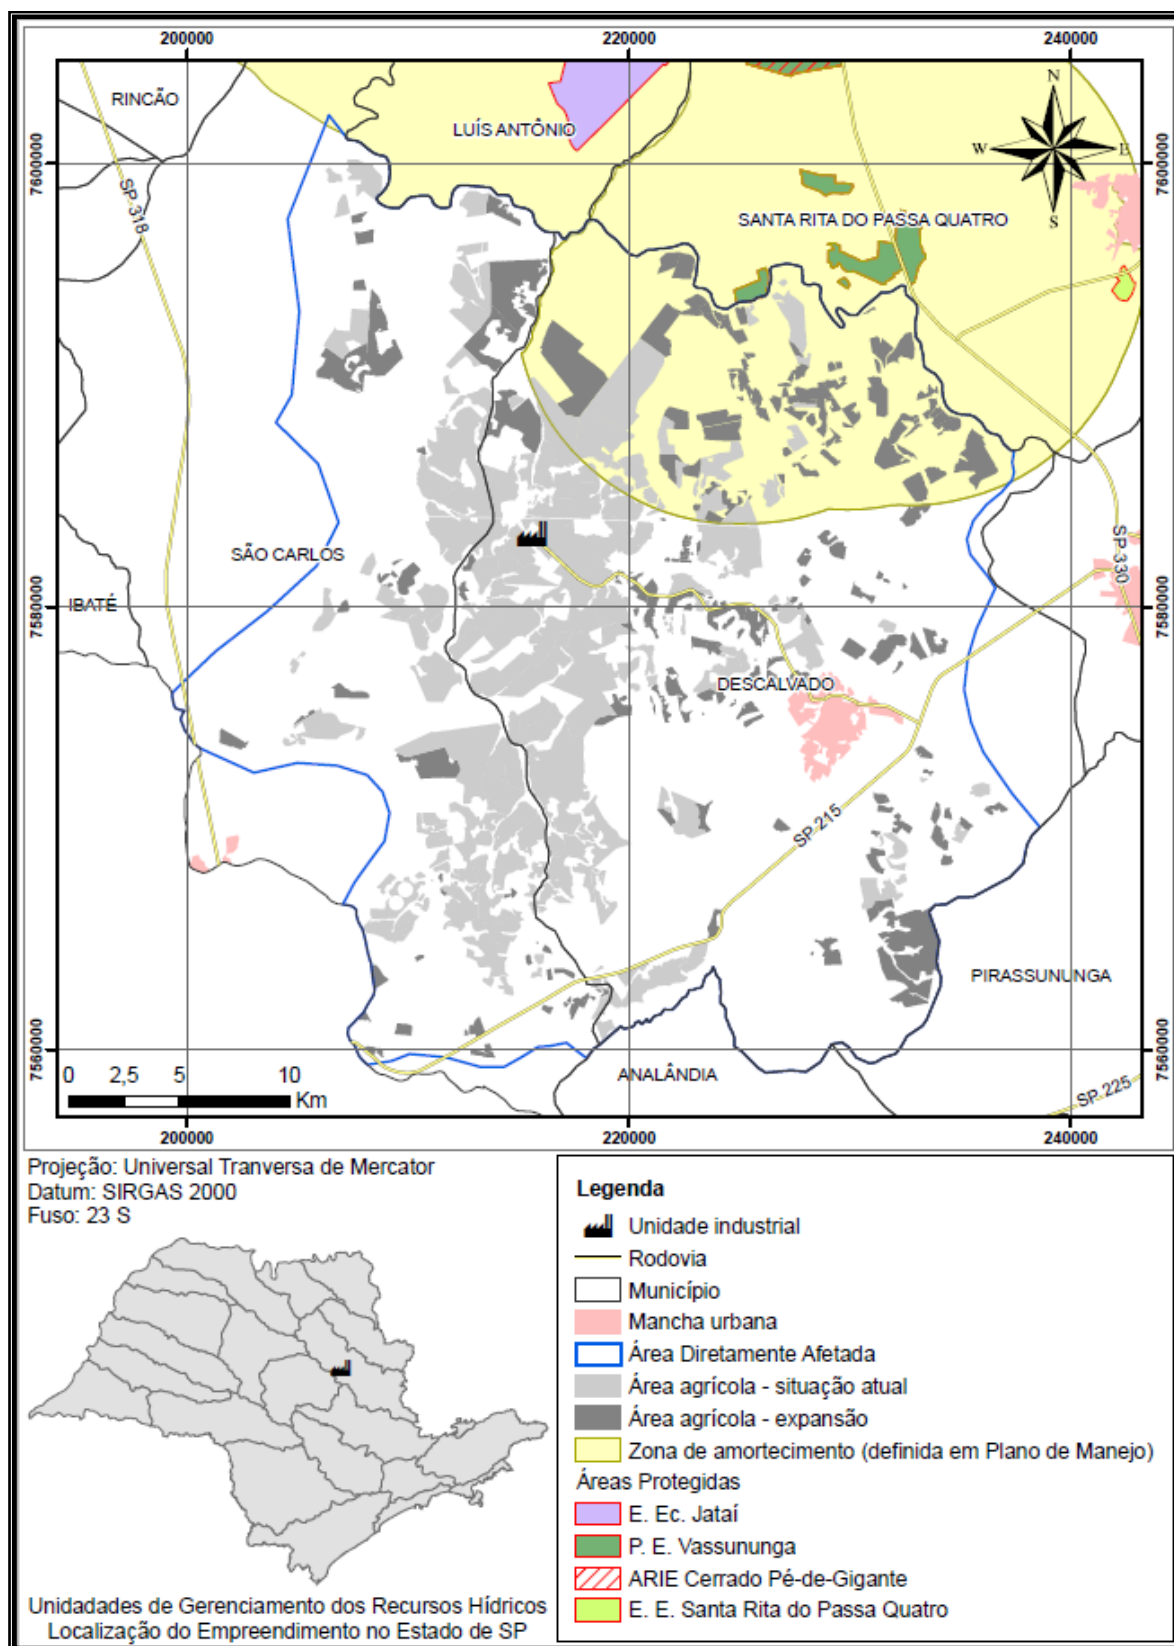 200000
220000
240000
RINCÃO
LUÍS ANTÔNIO
N
W
E
S
7600000
7600000
SP 318
SANTA RITA DO PASSA QUATRO
SÃO CARLOS
SP-330
IBATÉ
7580000
7580000
DESCALVADO
SP 215
PIRASSUNUNGA
7560000
7560000
ANALÂNDIA
SP 225
0 2,5 5 10
Km
200000
220000
240000
Projeção: Universal Tranversa de Mercator
Datum: SIRGAS 2000
Fuso: 23 S
Unidadades de Gerenciamento dos Recursos Hídricos
Localização do Empreendimento no Estado de SP
Legenda
Unidade industrial
Rodovia
Município
Mancha urbana
Área Diretamente Afetada
Área agrícola - situação atual
Área agrícola - expansão
Zona de amortecimento (definida em Plano de Manejo)
Áreas Protegidas
E. Ec. Jataí
P. E. Vassununga
ARIE Cerrado Pé-de-Gigante
E. E. Santa Rita do Passa Quatro